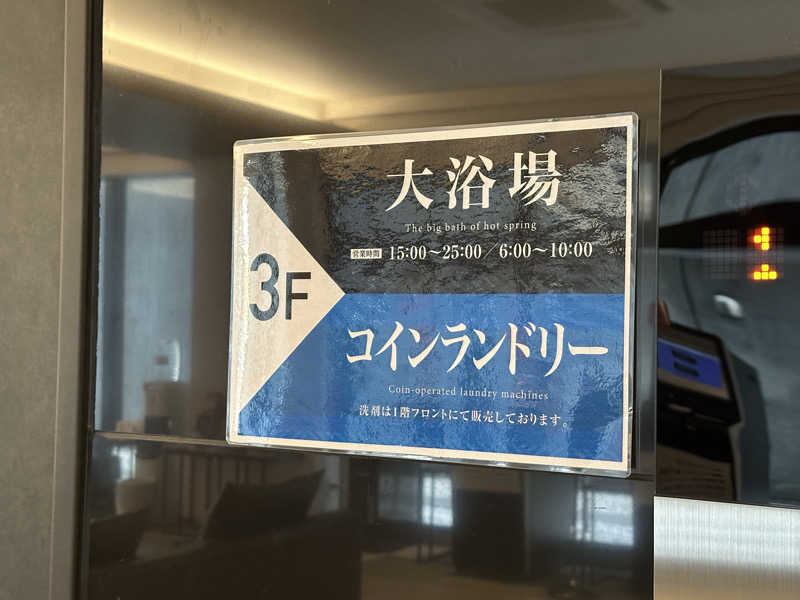 3F
大浴場
The big bath of hot spring
営業時間 15:00～25:00／6:00～10:00
コインランドリー
Coin-operated laundry machines
洗剤は1階フロントにて販売しております。